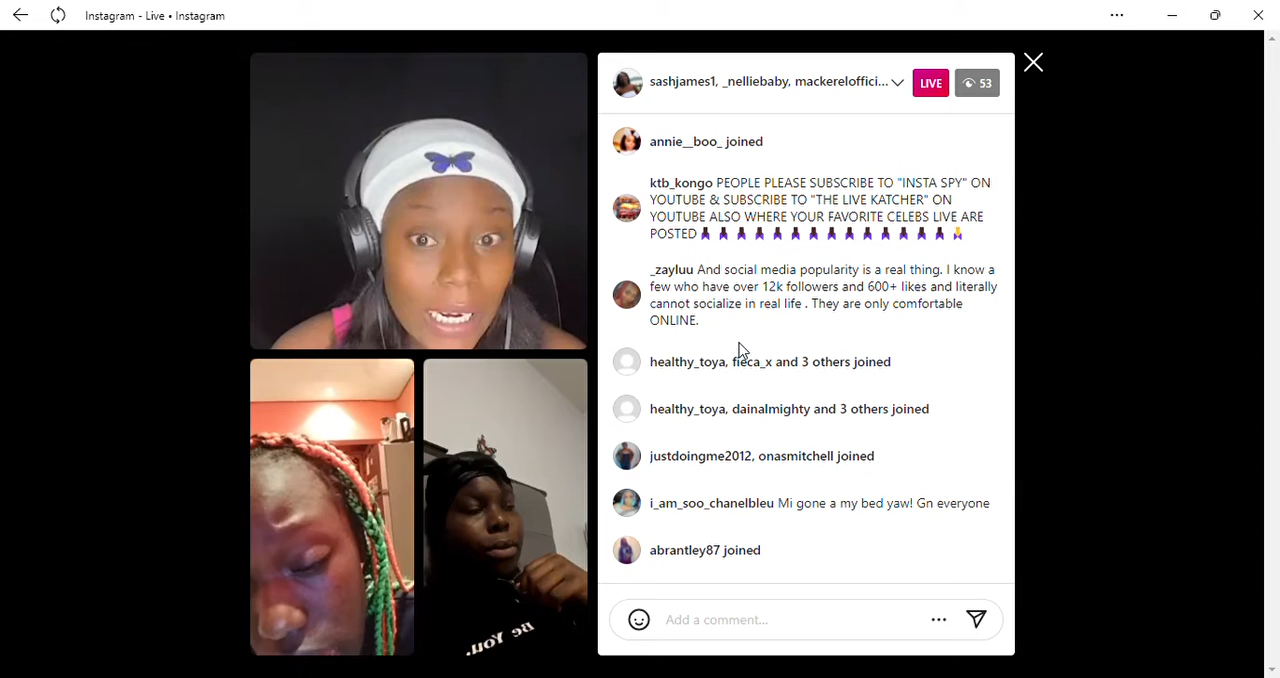 Instagram - Live • Instagram
sashjames1, _nelliebaby, mackereloffici...
LIVE
53
annie__boo_ joined
ktb_kongo PEOPLE PLEASE SUBSCRIBE TO "INSTA SPY" ON
YOUTUBE & SUBSCRIBE TO "THE LIVE KATCHER" ON
YOUTUBE ALSO WHERE YOUR FAVORITE CELEBS LIVE ARE
POSTED
_zayluu And social media popularity is a real thing. I know a
few who have over 12k followers and 600+ likes and literally
cannot socialize in real life . They are only comfortable
ONLINE.
healthy_toya, fieca_x and 3 others joined
healthy_toya, dainalmighty and 3 others joined
justdoingme2012, onasmitchell joined
i_am_soo_chanelbleu Mi gone a my bed yaw! Gn everyone
abrantley87 joined
Add a comment...
Be You.